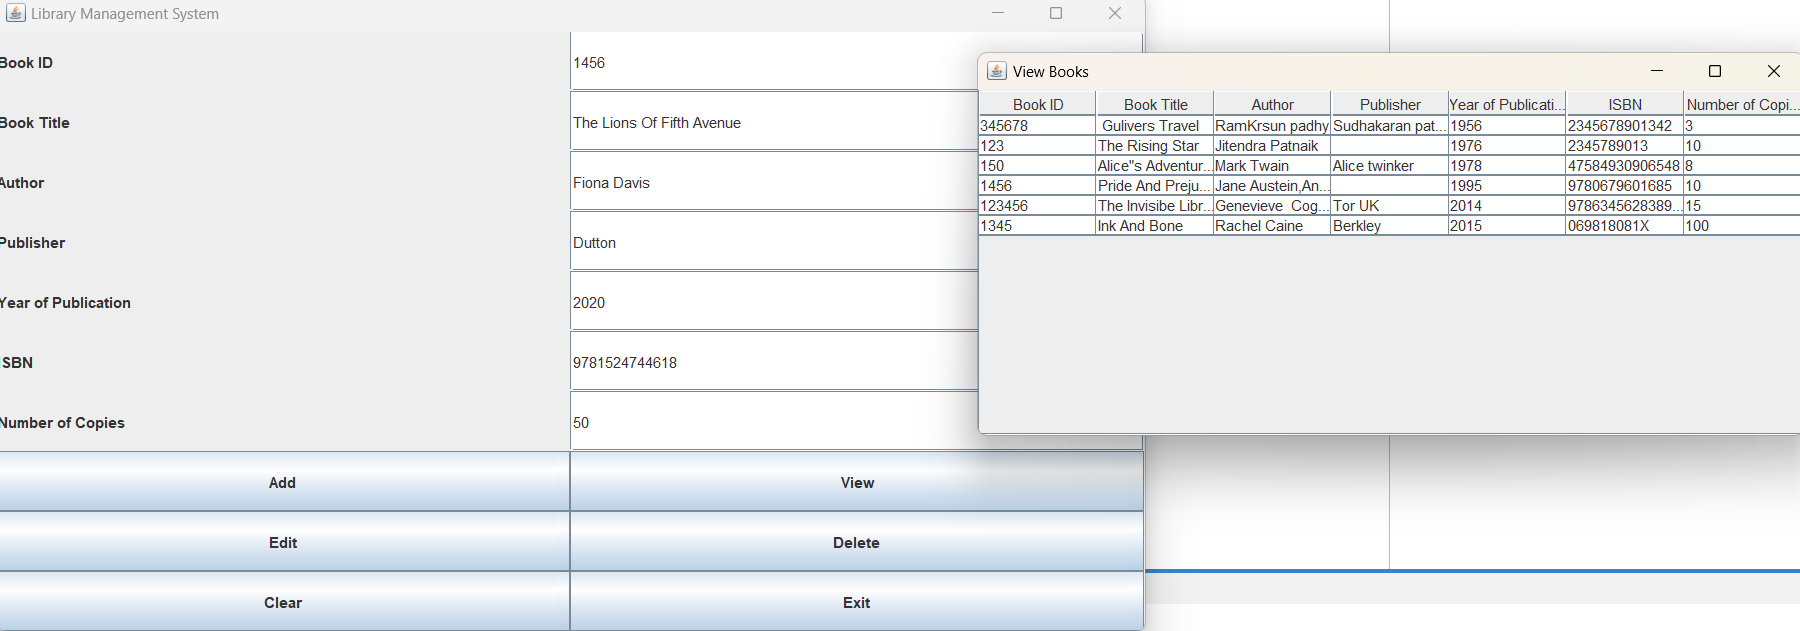 Library Management System
Book ID 1456
Book Title The Lions Of Fifth Avenue
Author Fiona Davis
Publisher Dutton
Year of Publication 2020
ISBN 9781524744618
Number of Copies 50
Add View
Edit Delete
Clear Exit
View Books
Book ID Book Title Author Publisher Year of Publicati... ISBN Number of Copi...
345678 Gulivers Travel RamKrsun padhy Sudhakaran pat... 1956 2345678901342 3
123 The Rising Star Jitendra Patnaik 1976 2345789013 10
150 Alice"s Adventur... Mark Twain Alice twinker 1978 47584930906548 8
1456 Pride And Preju... Jane Austein,An... 1995 9780679601685 10
123456 The Invisibe Libr... Genevieve Cog... Tor UK 2014 9786345628389... 15
1345 Ink And Bone Rachel Caine Berkley 2015 069818081X 100